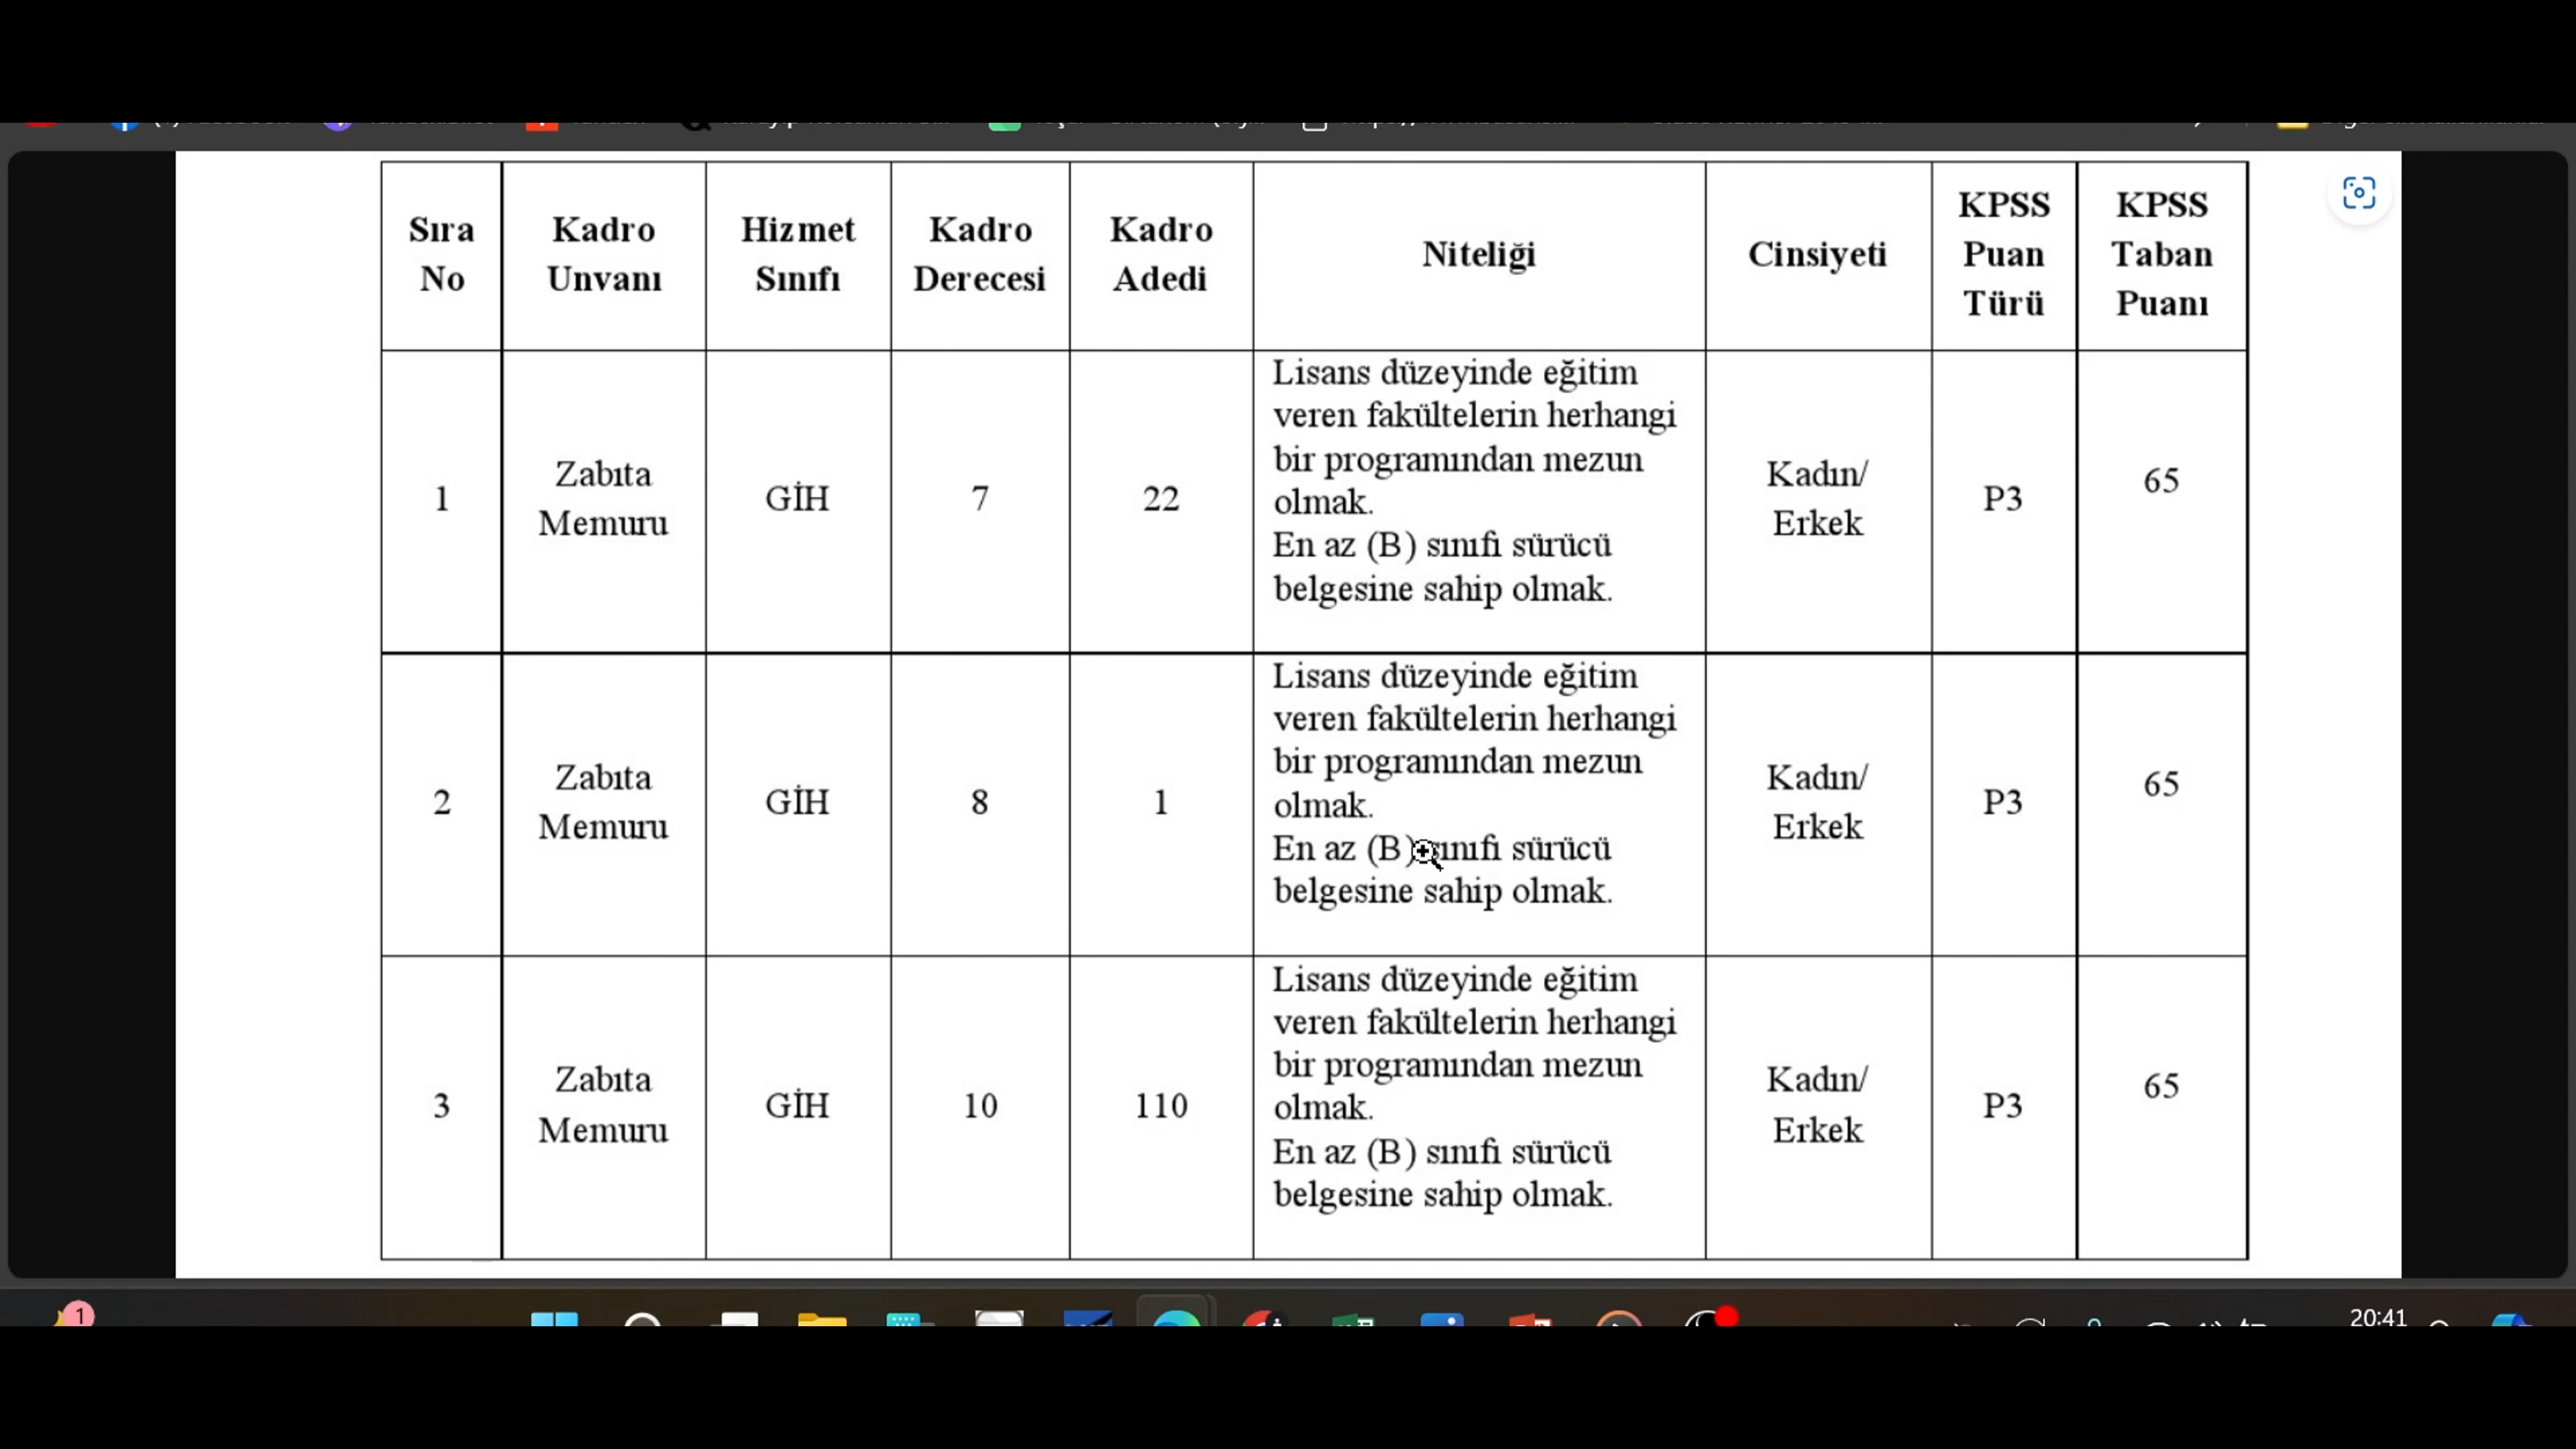 Sıra No
Kadro Unvanı
Hizmet Sınıfı
Kadro Derecesi
Kadro Adedi
Niteliği
Cinsiyeti
KPSS Puan Türü
KPSS Taban Puanı
1
Zabıta
Memuru
GİH
7
22
Lisans düzeyinde eğitim
veren fakültelerin herhangi
bir programından mezun
olmak.
En az (B) sınıfı sürücü
belgesine sahip olmak.
Kadın/
Erkek
P3
65
2
Zabıta
Memuru
GİH
8
1
Lisans düzeyinde eğitim
veren fakültelerin herhangi
bir programından mezun
olmak.
En az (B) sınıfı sürücü
belgesine sahip olmak.
Kadın/
Erkek
P3
65
3
Zabıta
Memuru
GİH
10
110
Lisans düzeyinde eğitim
veren fakültelerin herhangi
bir programından mezun
olmak.
En az (B) sınıfı sürücü
belgesine sahip olmak.
Kadın/
Erkek
P3
65
1
20:41